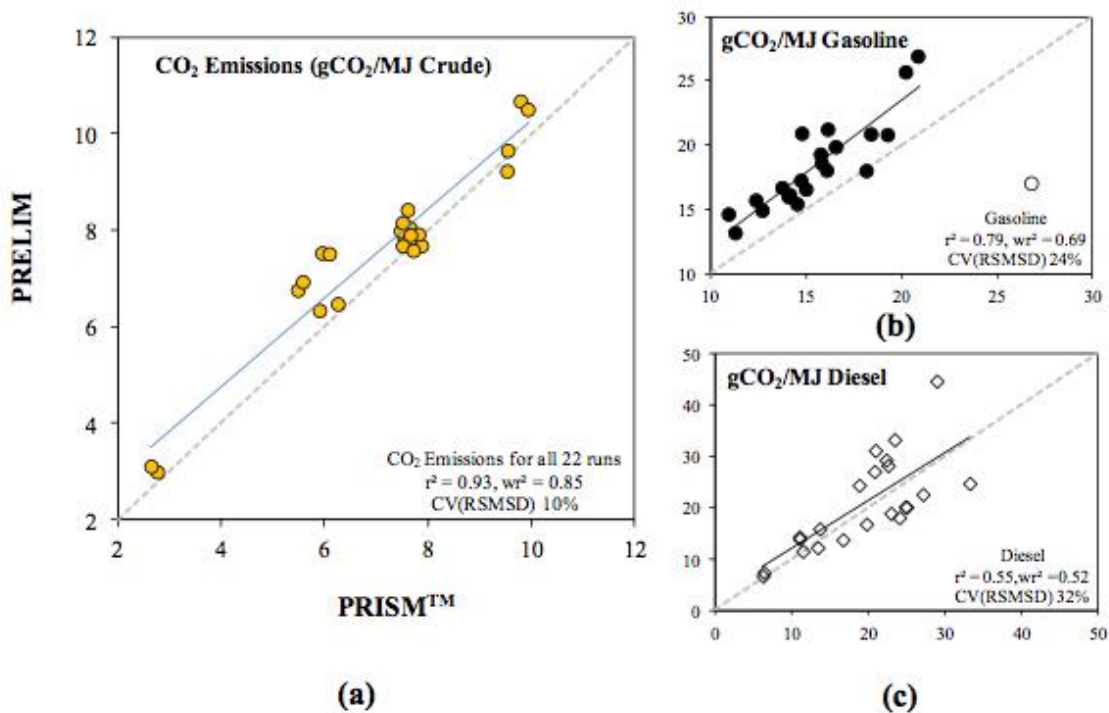 12
10
8
6
4
2
2
4
6
8
10
12
PRELIM
PRISM™
CO₂ Emissions (gCO₂/MJ Crude)
CO₂ Emissions for all 22 runs
r² = 0.93, wr² = 0.85
CV(RSMSD) 10%
(a)
30
25
20
15
10
10
15
20
25
30
gCO₂/MJ Gasoline
Gasoline
r² = 0.79, wr² = 0.69
CV(RSMSD) 24%
(b)
50
40
30
20
10
0
0
10
20
30
40
50
gCO₂/MJ Diesel
Diesel
r² = 0.55,wr² =0.52
CV(RSMSD) 32%
(c)